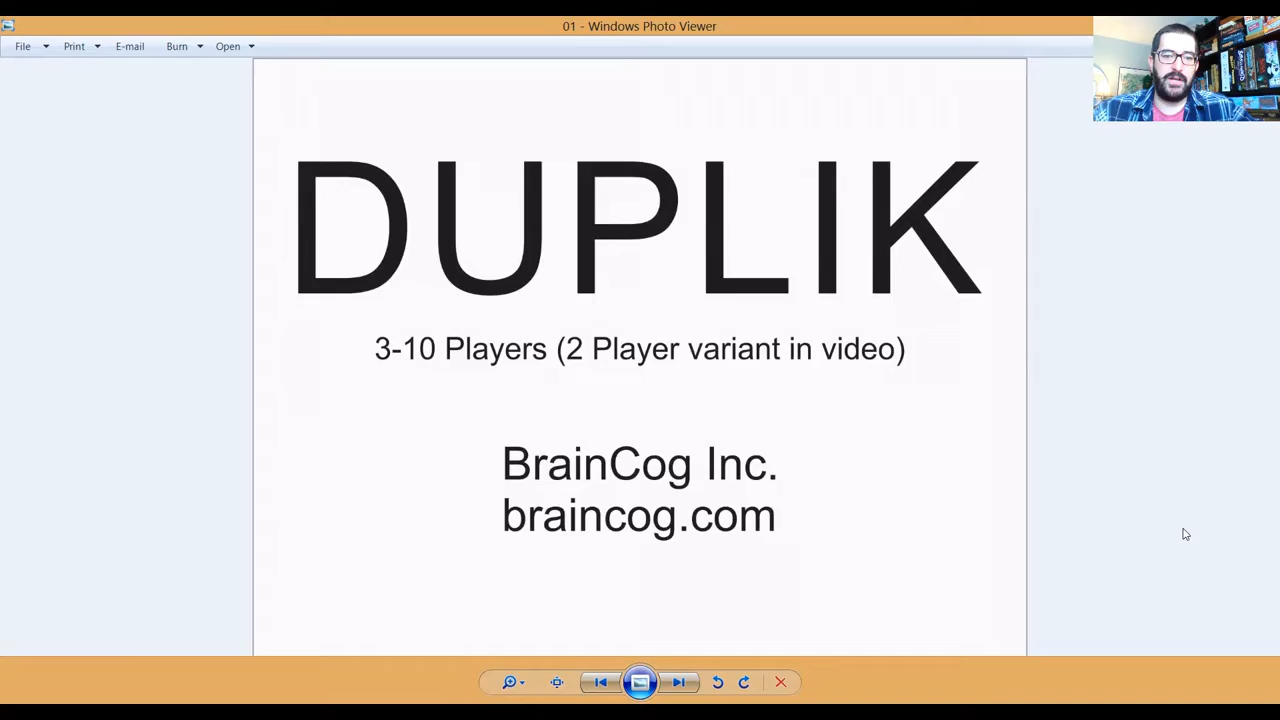 01 - Windows Photo Viewer
File Print E-mail Burn Open
DUPLIK
3-10 Players (2 Player variant in video)
BrainCog Inc.
braincog.com